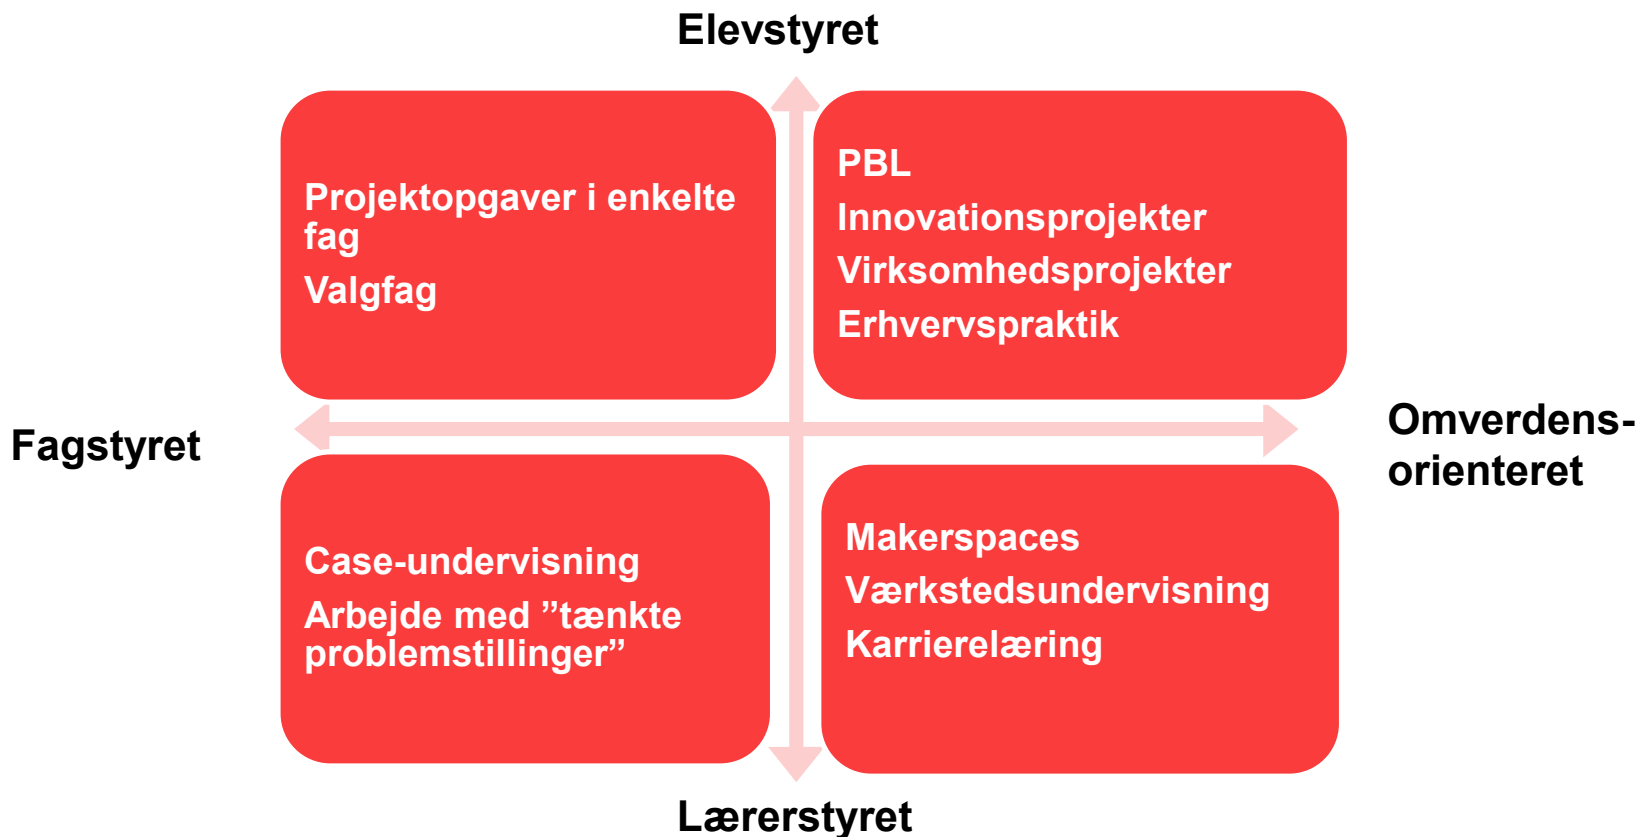 Elevstyret
Projektopgaver i enkelte
fag
Valgfag
PBL
Innovationsprojekter
Virksomhedsprojekter
Erhvervspraktik
Fagstyret
Omverdens-
orienteret
Case-undervisning
Arbejde med ”tænkte
problemstillinger”
Makerspaces
Værkstedsundervisning
Karrierelæring
Lærerstyret